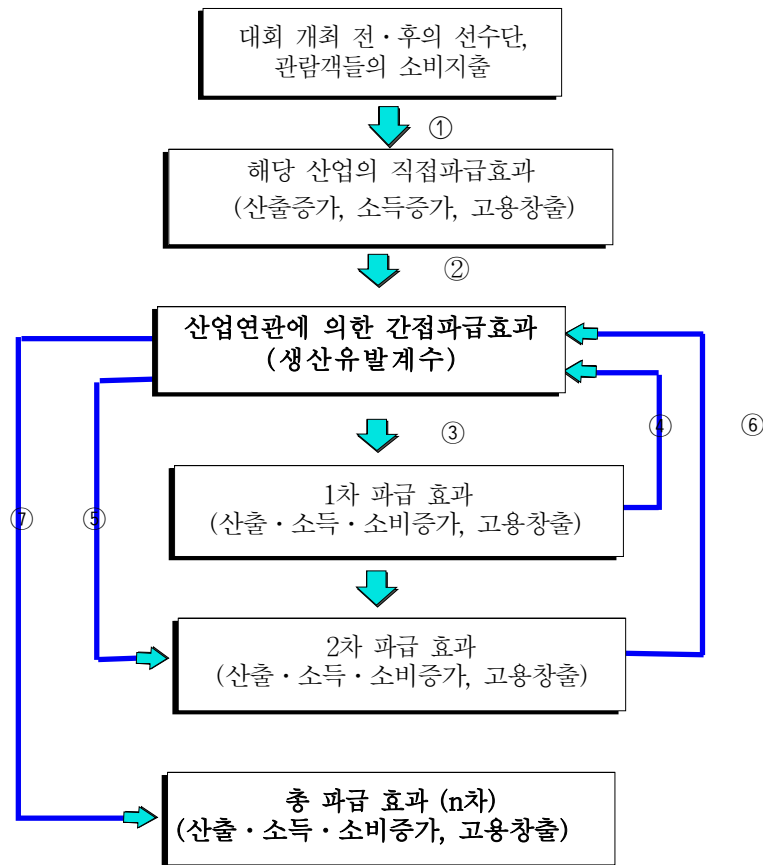 대회 개최 전・후의 선수단,
관람객들의 소비지출
①
해당 산업의 직접파급효과
(산출증가, 소득증가, 고용창출)
②
산업연관에 의한 간접파급효과
(생산유발계수)
③
④
⑥
1차 파급 효과
(산출・소득・소비증가, 고용창출)
⑦
⑤
2차 파급 효과
(산출・소득・소비증가, 고용창출)
총 파급 효과 (n차)
(산출・소득・소비증가, 고용창출)